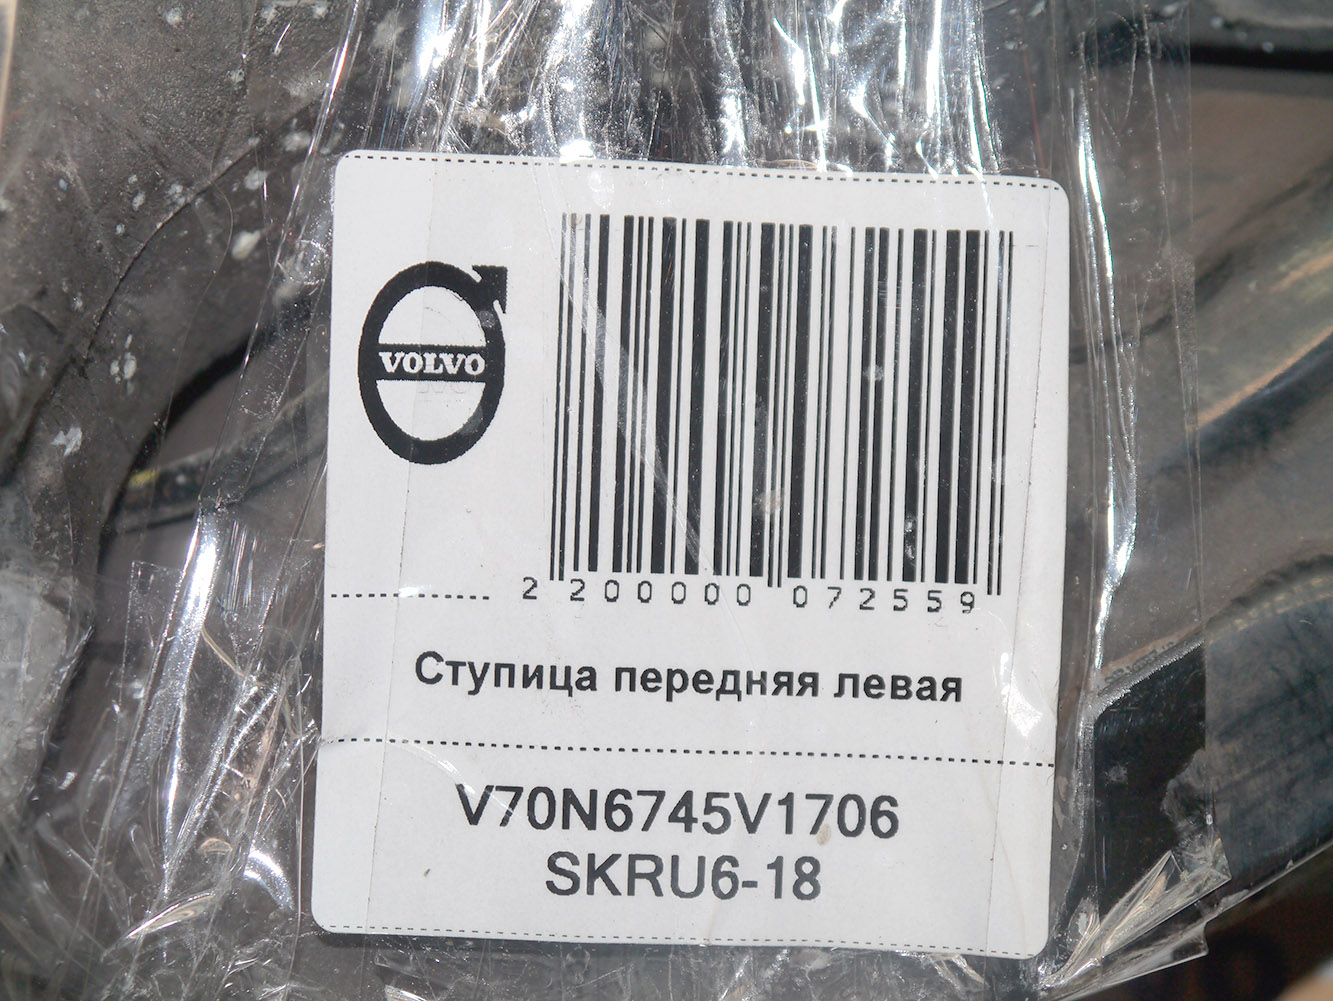 VOLVO
2 200000 072559
Ступица передняя левая
V70N6745V1706
SKRU6-18